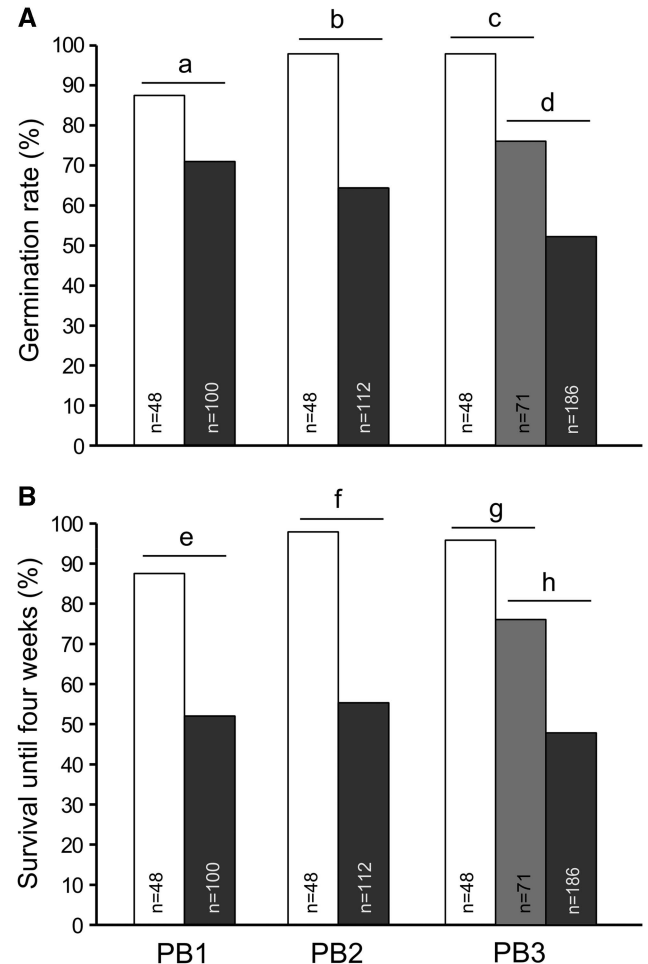 A
Germination rate (%)
100
90
80
70
60
50
40
30
20
10
0
a
b
c
d
n=48
n=100
n=48
n=112
n=48
n=71
n=186
B
Survival until four weeks (%)
100
90
80
70
60
50
40
30
20
10
0
e
f
g
h
n=48
n=100
n=48
n=112
n=48
n=71
n=186
PB1 PB2 PB3